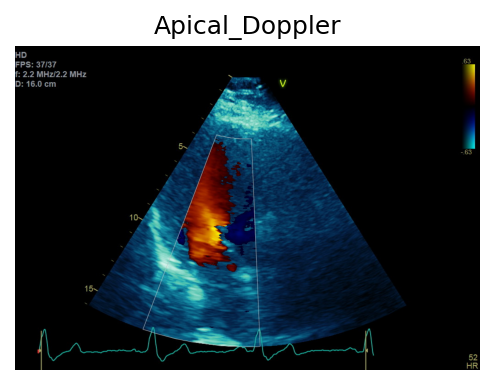 Apical_Doppler
HD
FPS: 37/37
f: 2.2 MHz/2.2 MHz
D: 16.0 cm
V
63
-.63
5
10
15
52
HR